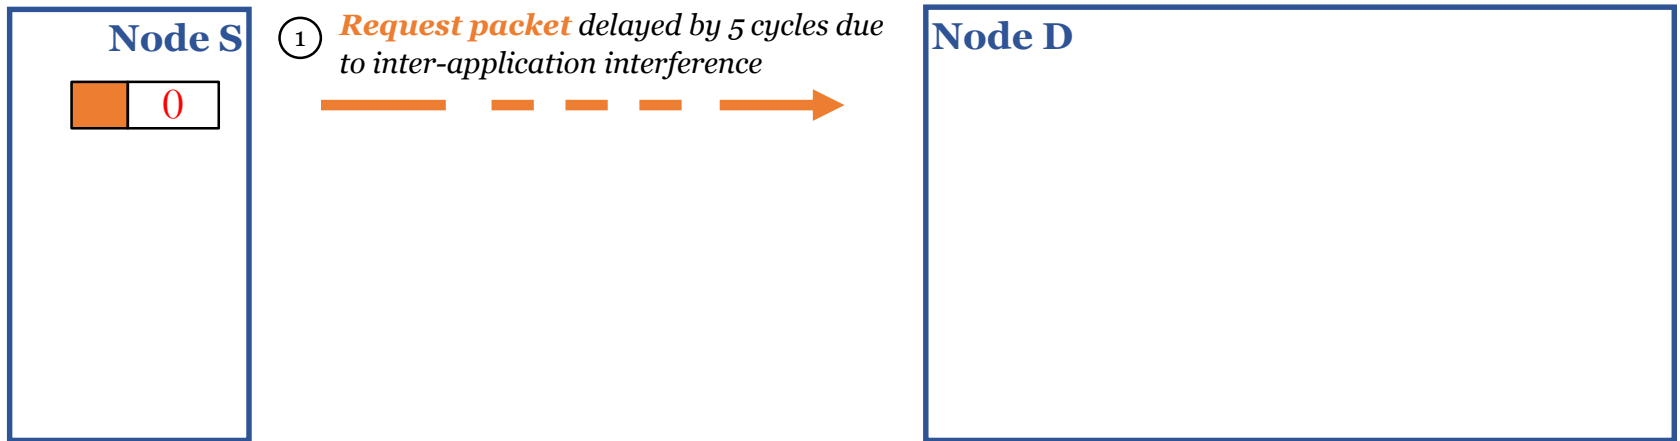 Node S
0
1
Request packet delayed by 5 cycles due
to inter-application interference
Node D